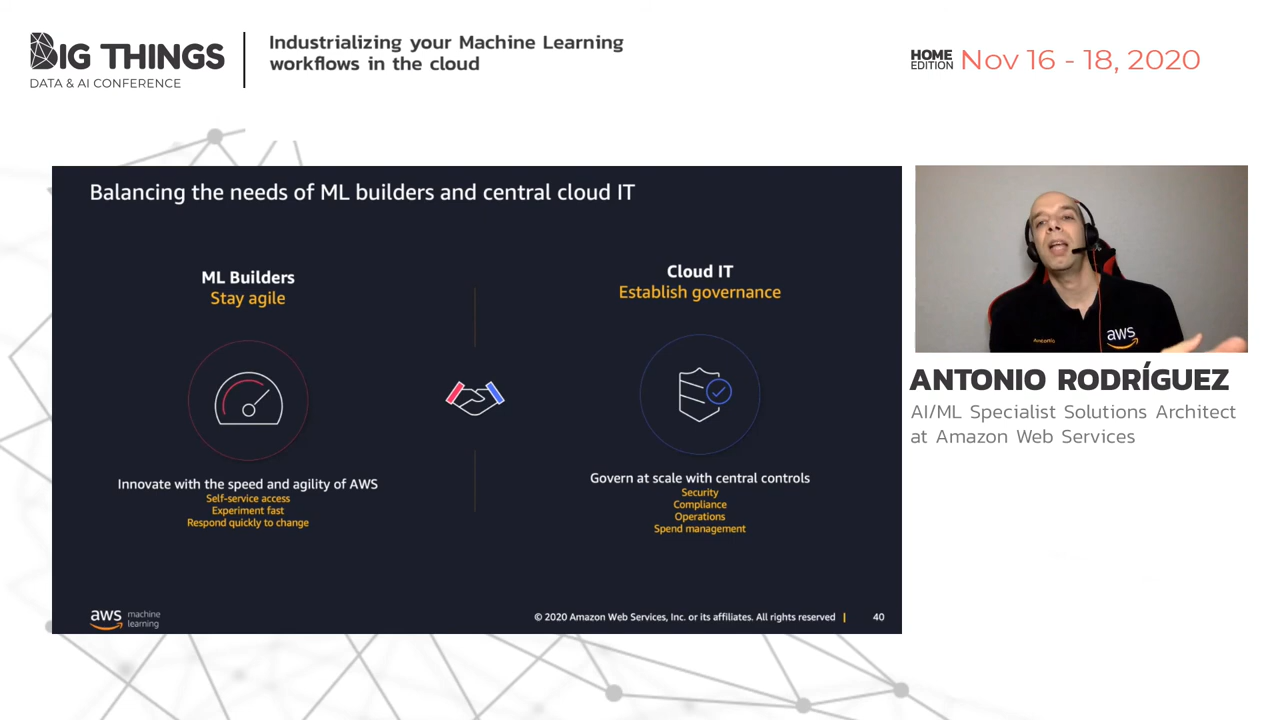 BIG THINGS
DATA & AI CONFERENCE
Industrializing your Machine Learning
workflows in the cloud
HOME
EDITION
Nov 16 - 18, 2020
Balancing the needs of ML builders and central cloud IT
ML Builders
Stay agile
Innovate with the speed and agility of AWS
Self-service access
Experiment fast
Respond quickly to change
Cloud IT
Establish governance
Govern at scale with central controls
Security
Compliance
Operations
Spend management
aws
machine
learning
© 2020 Amazon Web Services, Inc. or its affiliates. All rights reserved |
40
Antonio
aws
ANTONIO RODRÍGUEZ
AI/ML Specialist Solutions Architect
at Amazon Web Services